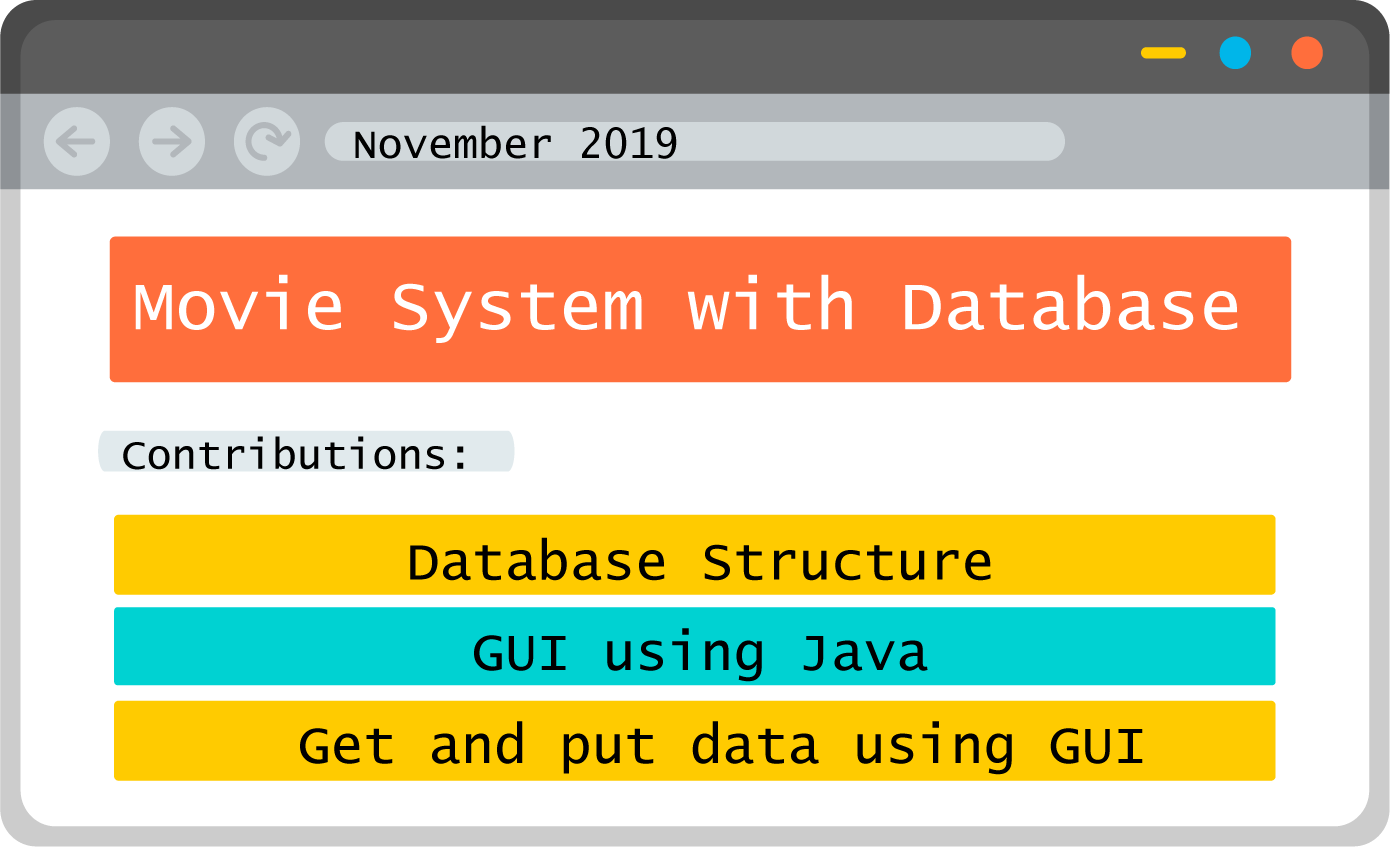 November 2019
Movie System with Database
Contributions:
Database Structure
GUI using Java
Get and put data using GUI